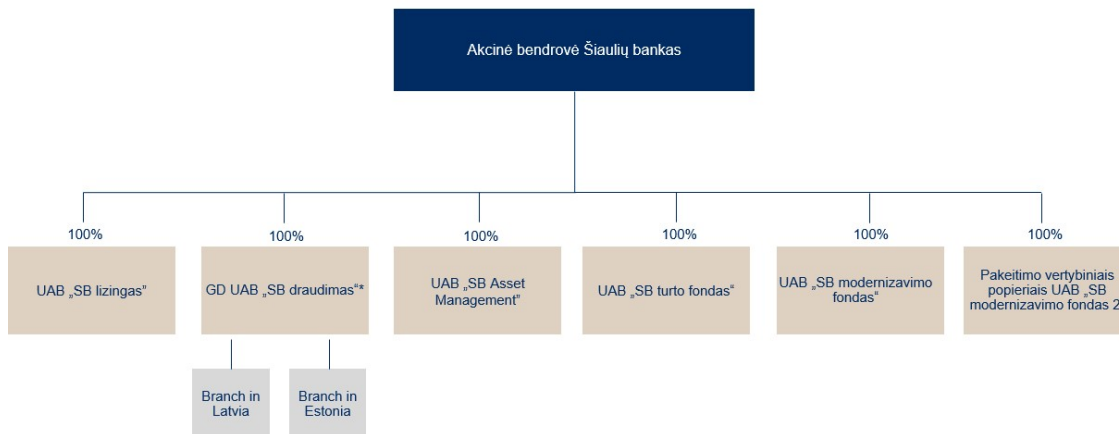 Akcinė bendrovė Šiaulių bankas
100%
100%
100%
100%
100%
100%
UAB „SB lizingas”
GD UAB „SB draudimas“*
UAB „SB Asset
Management”
UAB „SB turto fondas“
UAB „SB modernizavimo
fondas“
Pakeitimo vertybiniais
popieriais UAB „SB
modernizavimo fondas 2
Branch in
Latvia
Branch in
Estonia